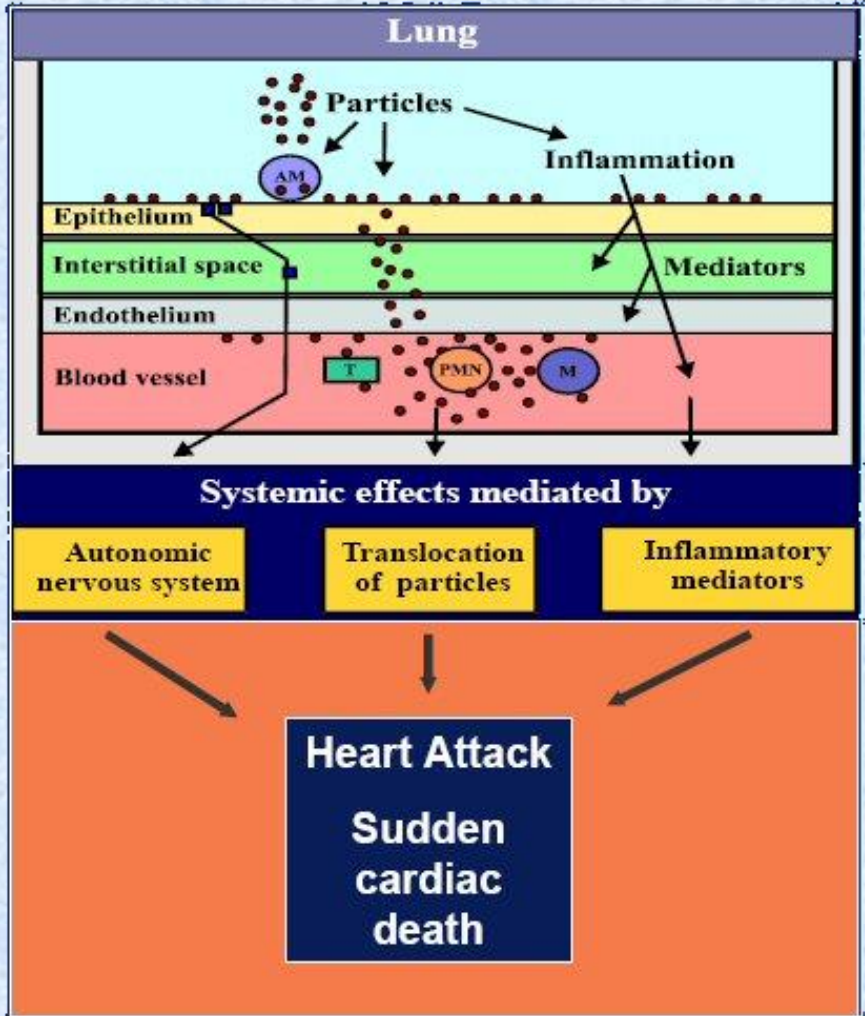 Lung
Particles
Inflammation
AM
Epithelium
Interstitial space
Mediators
Endothelium
Blood vessel
T
PMN
M
Systemic effects mediated by
Autonomic
nervous system
Translocation
of particles
Inflammatory
mediators
Heart Attack
Sudden
cardiac
death